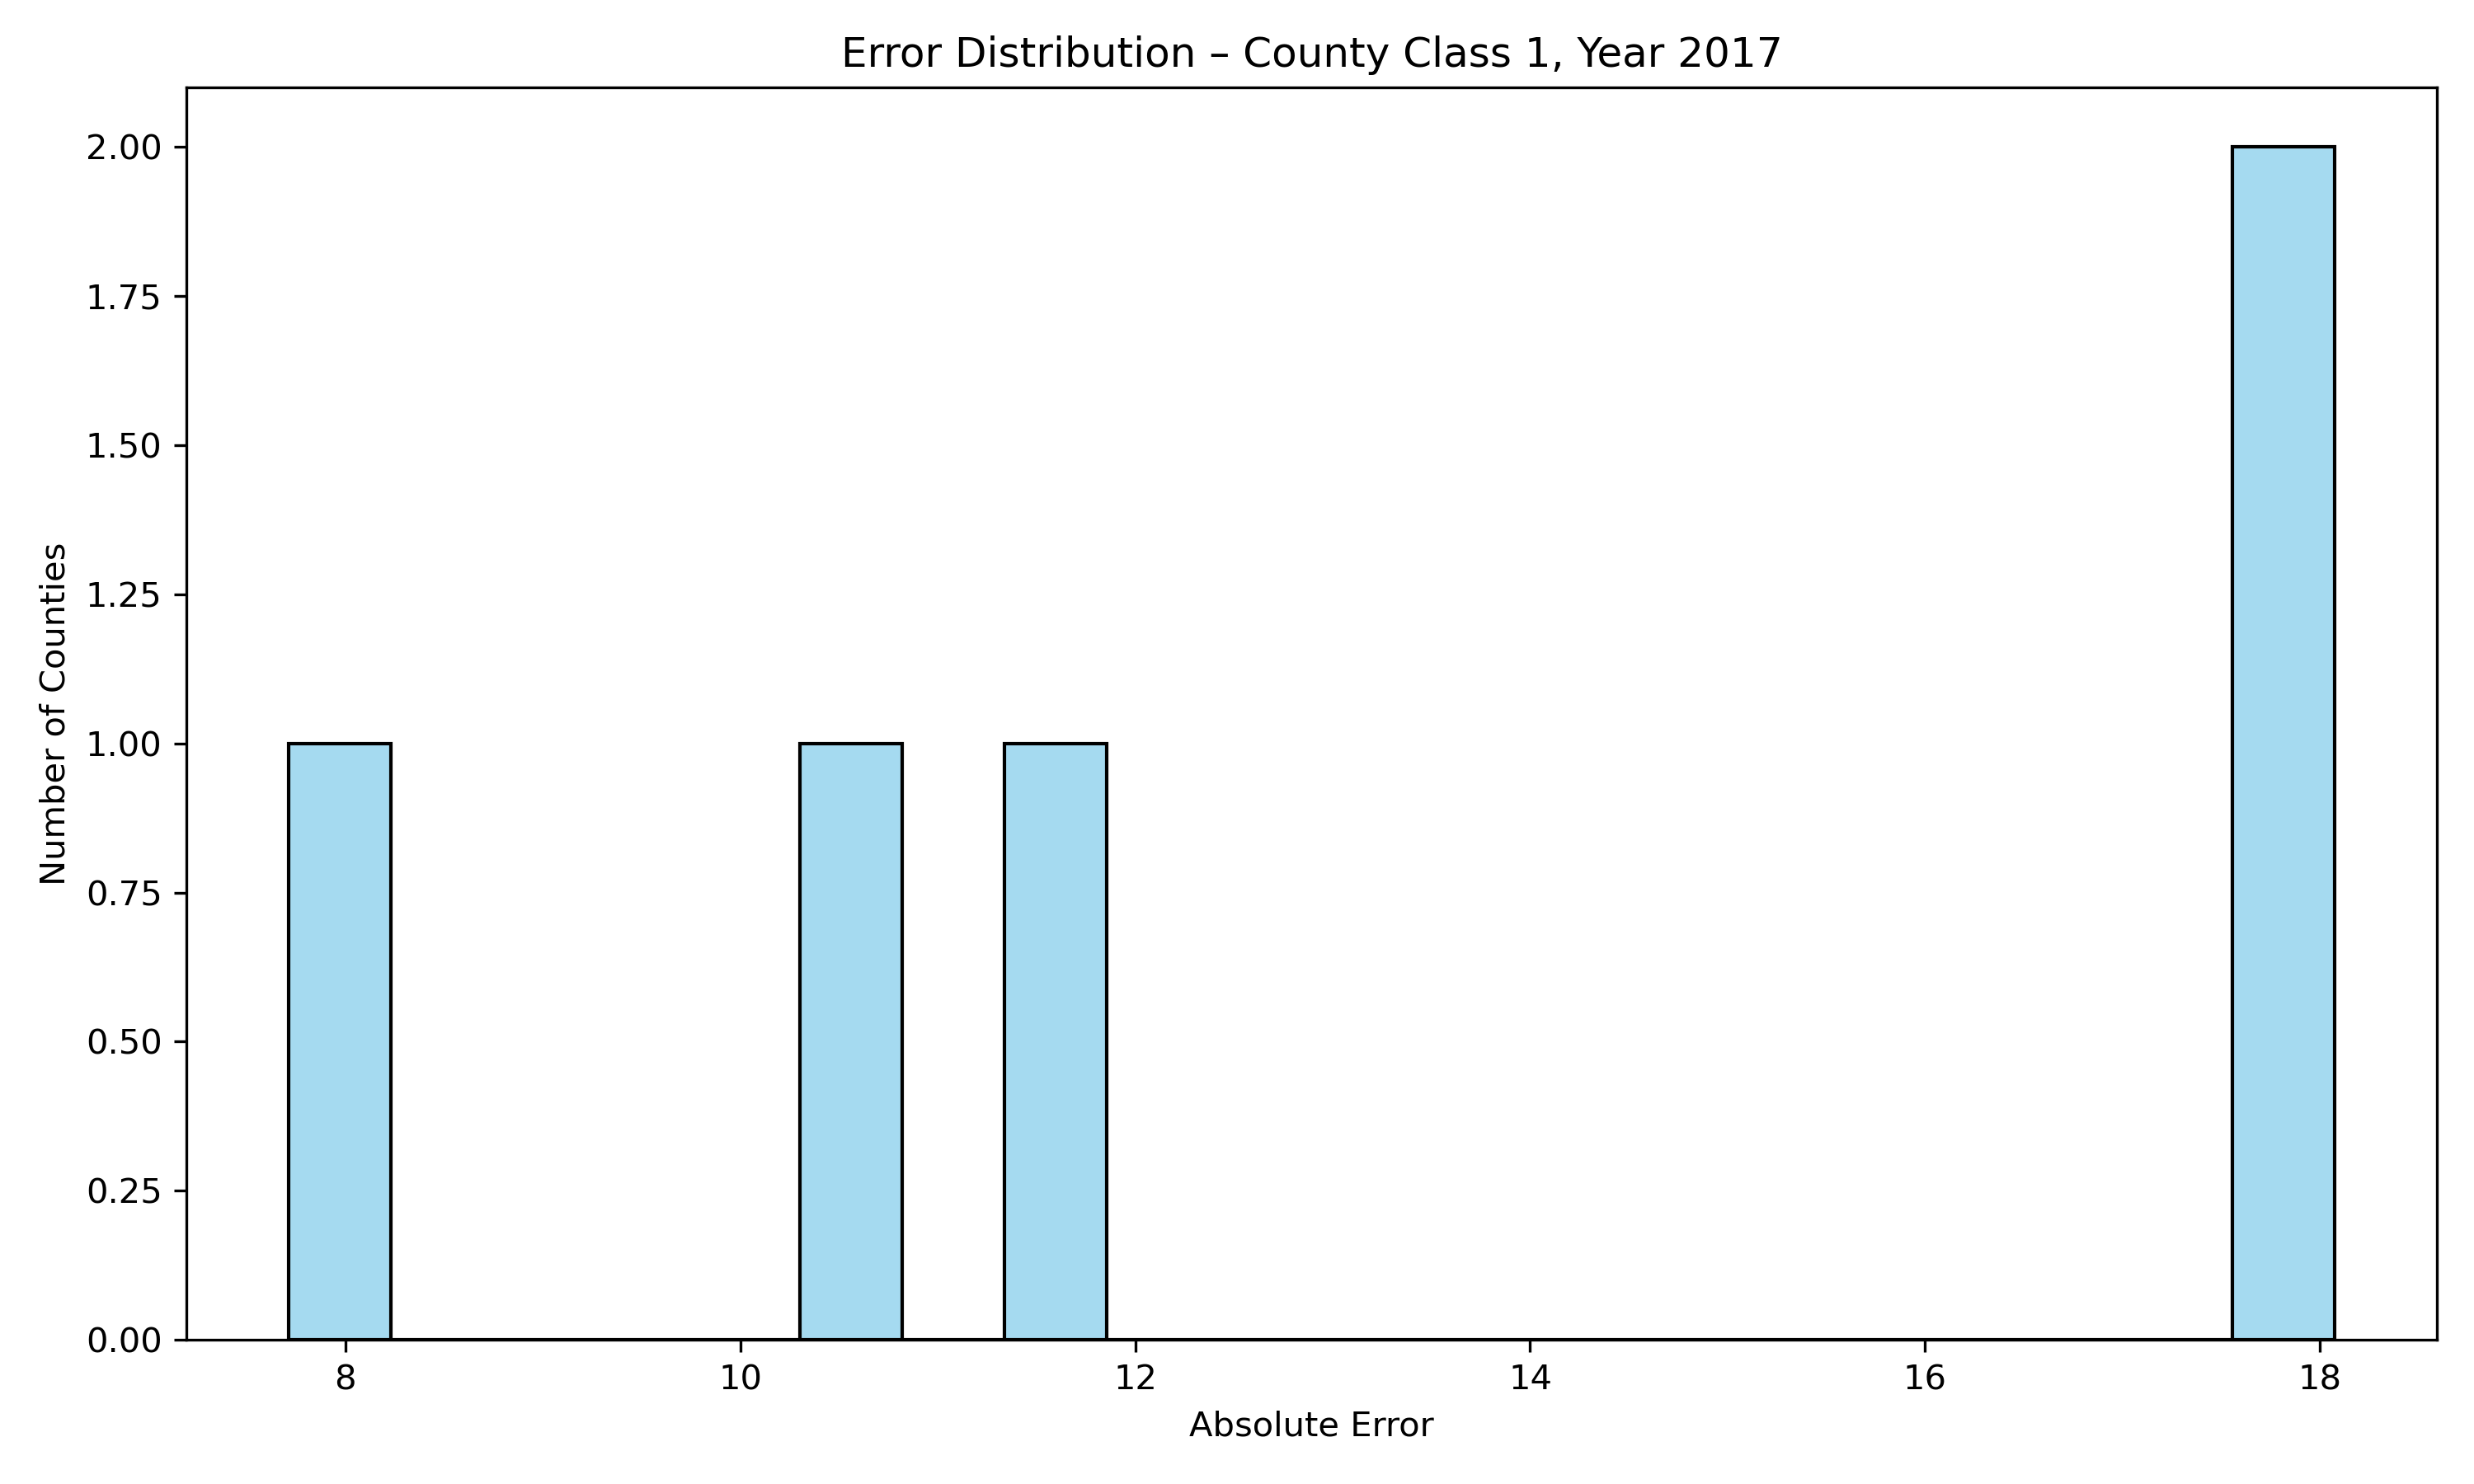 Error Distribution – County Class 1, Year 2017
Number of Counties
2.00
1.75
1.50
1.25
1.00
0.75
0.50
0.25
0.00
8 10 12 14 16 18
Absolute Error